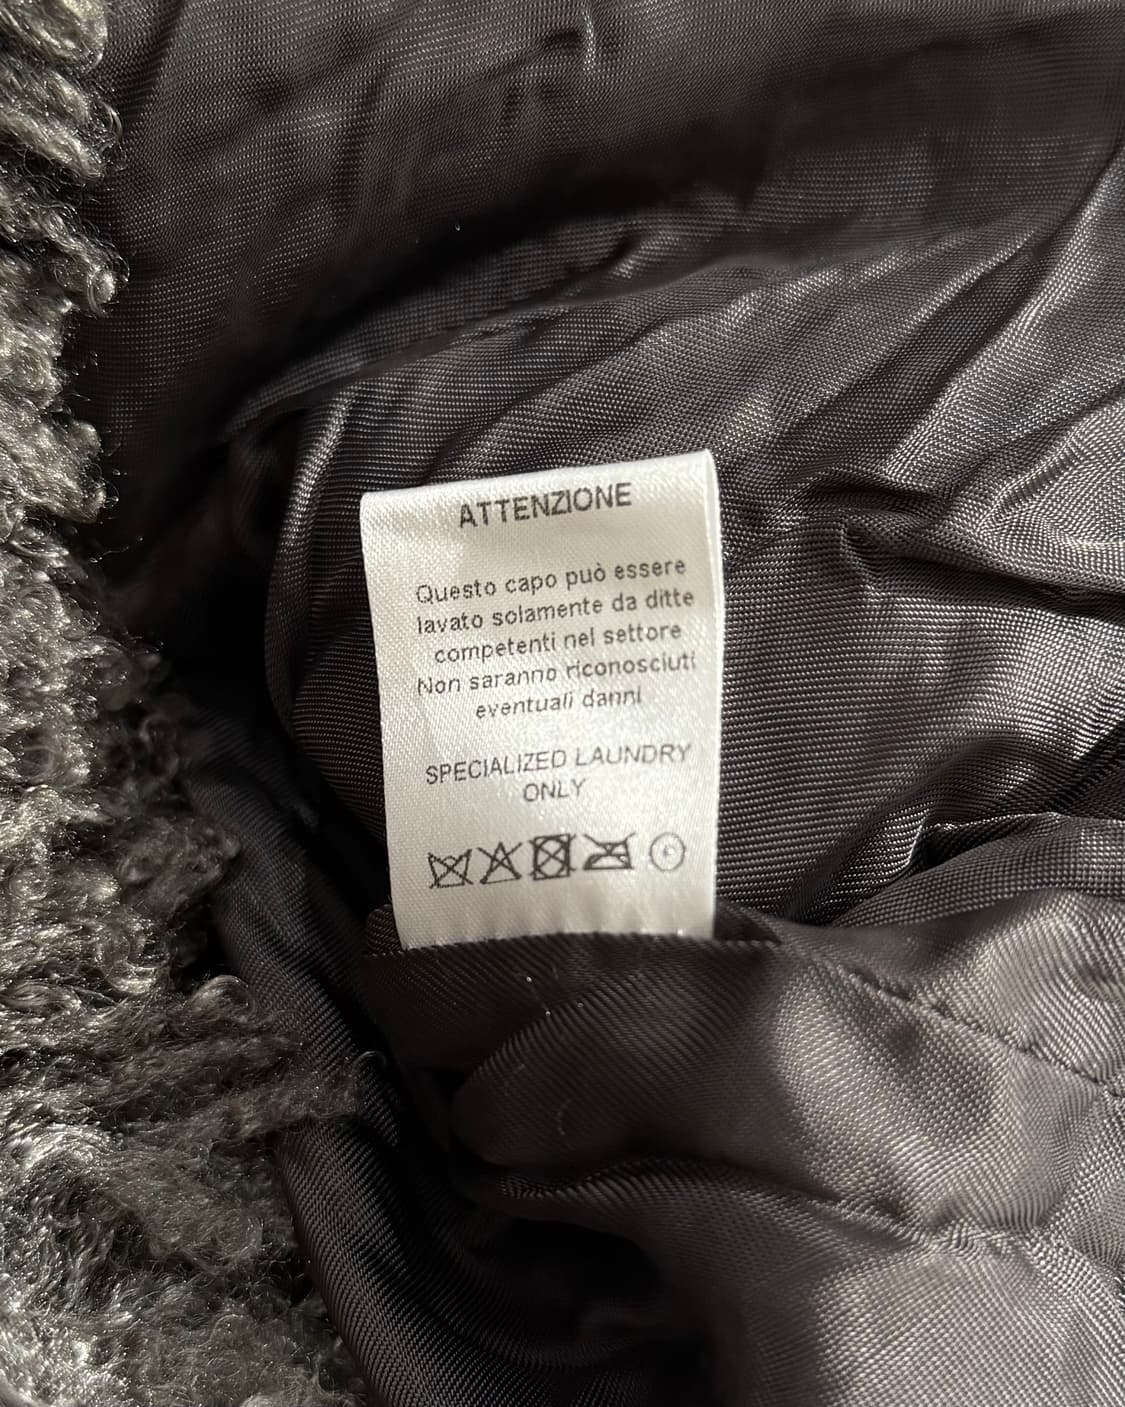 ATTENZIONE
Questo capo può essere
lavato solamente da ditte
competenti nel settore
Non saranno riconosciuti
eventuali danni
SPECIALIZED LAUNDRY
ONLY